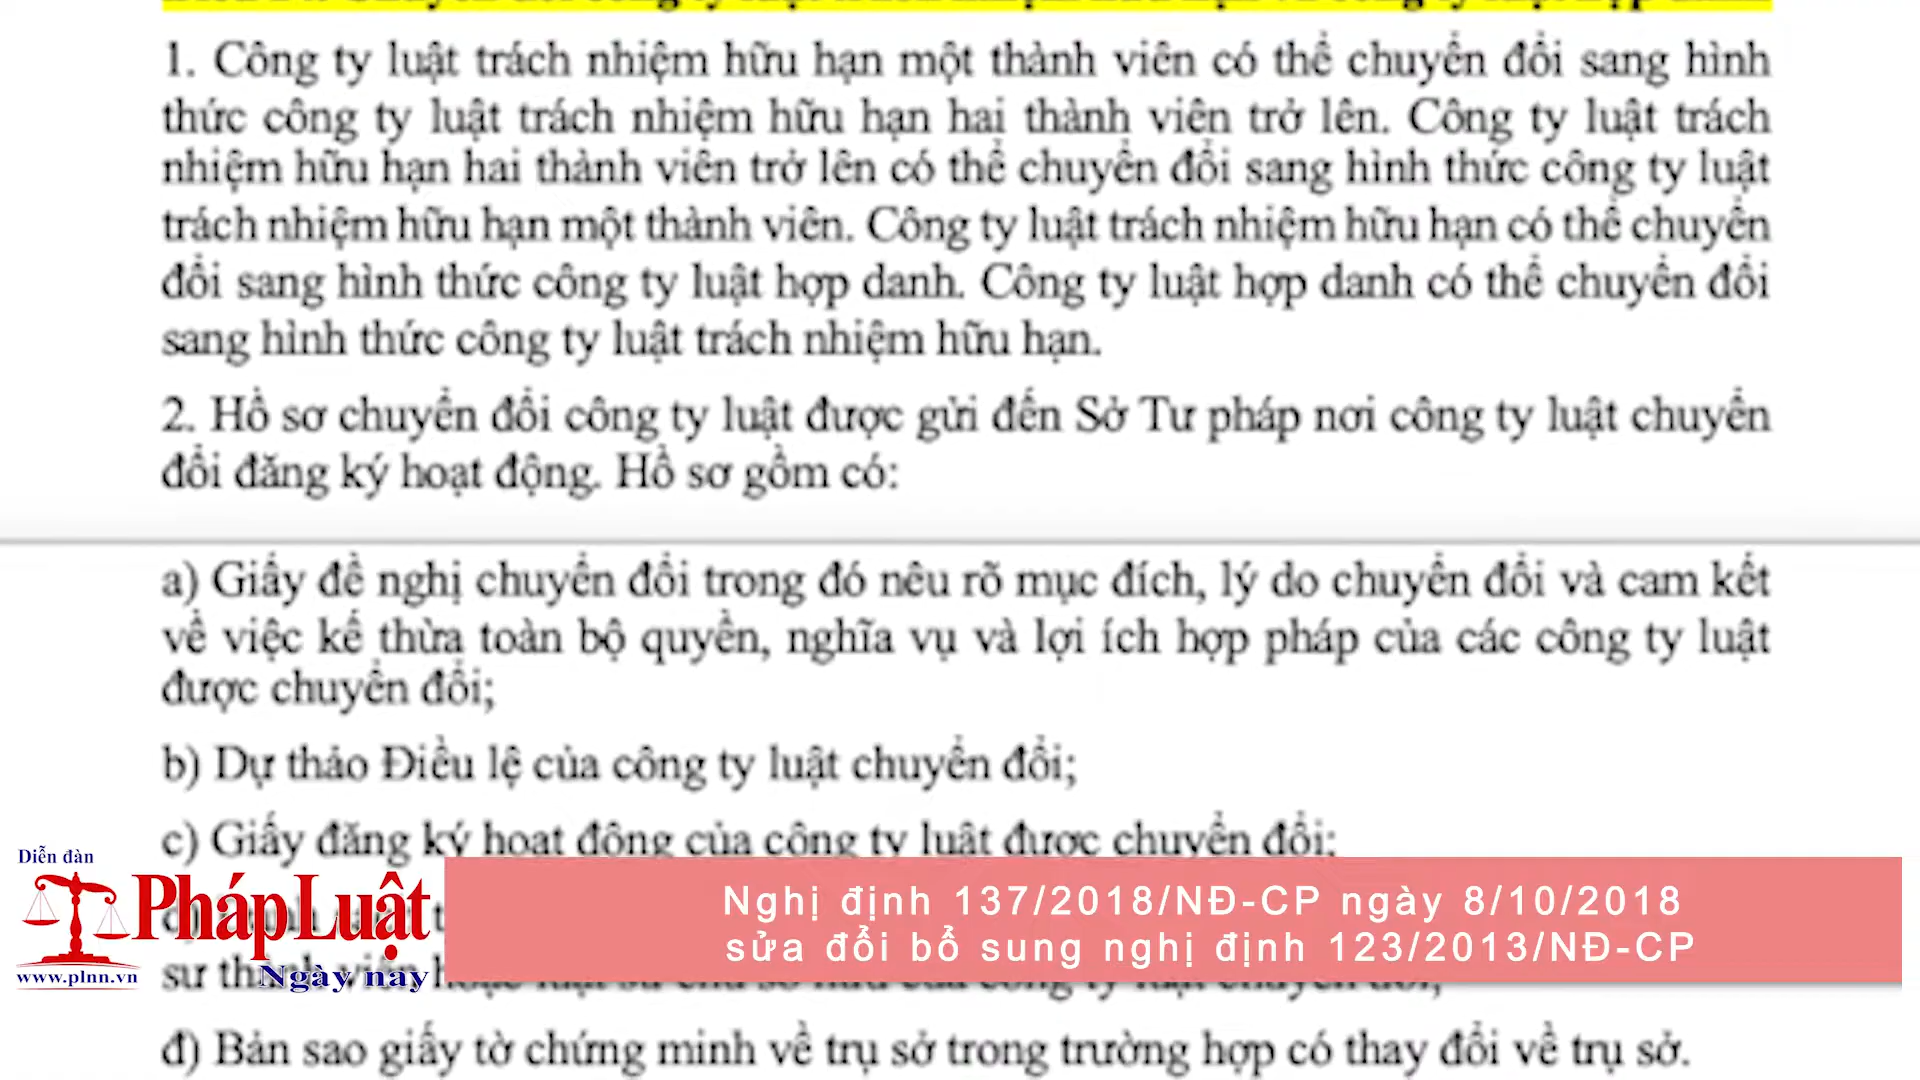 1. Công ty luật trách nhiệm hữu hạn một thành viên có thể chuyển đổi sang hình
thức công ty luật trách nhiệm hữu hạn hai thành viên trở lên. Công ty luật trách
nhiệm hữu hạn hai thành viên trở lên có thể chuyển đổi sang hình thức công ty luật
trách nhiệm hữu hạn một thành viên. Công ty luật trách nhiệm hữu hạn có thể chuyển
đổi sang hình thức công ty luật hợp danh. Công ty luật hợp danh có thể chuyển đổi
sang hình thức công ty luật trách nhiệm hữu hạn.
2. Hồ sơ chuyển đổi công ty luật được gửi đến Sở Tư pháp nơi công ty luật chuyển
đổi đăng ký hoạt động. Hồ sơ gồm có:
a) Giấy đề nghị chuyển đổi trong đó nêu rõ mục đích, lý do chuyển đổi và cam kết
về việc kế thừa toàn bộ quyền, nghĩa vụ và lợi ích hợp pháp của các công ty luật
được chuyển đổi;
b) Dự thảo Điều lệ của công ty luật chuyển đổi;
c) Giấy đăng ký hoạt động của công ty luật được chuyển đổi;
Diễn đàn
Pháp Luật
Ngày nay
www.plnn.vn
Nghị định 137/2018/NĐ-CP ngày 8/10/2018
sửa đổi bổ sung nghị định 123/2013/NĐ-CP
sư
đ) Bản sao giấy tờ chứng minh về trụ sở trong trường hợp có thay đổi về trụ sở.